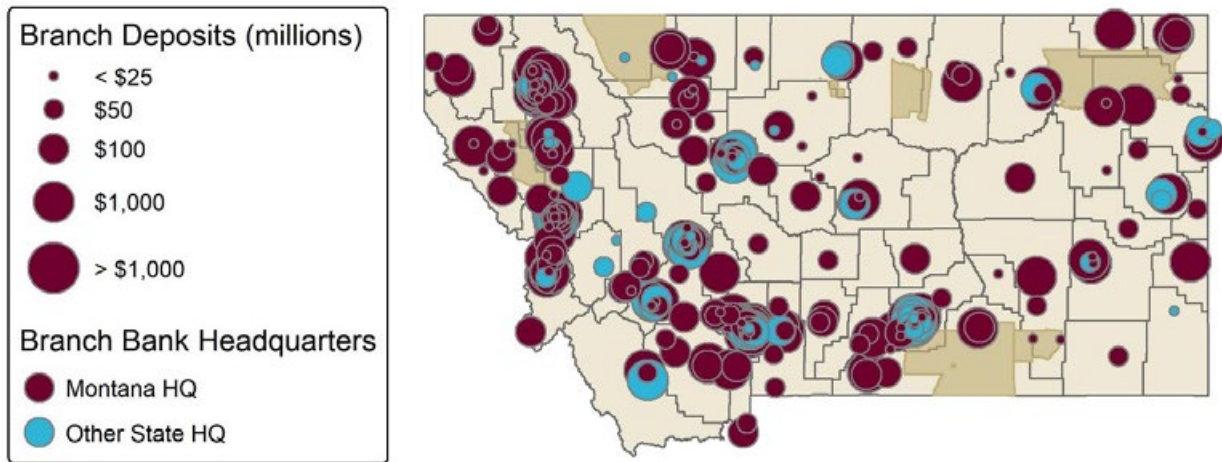 Branch Deposits (millions)
< $25
$50
$100
$1,000
> $1,000
Branch Bank Headquarters
Montana HQ
Other State HQ